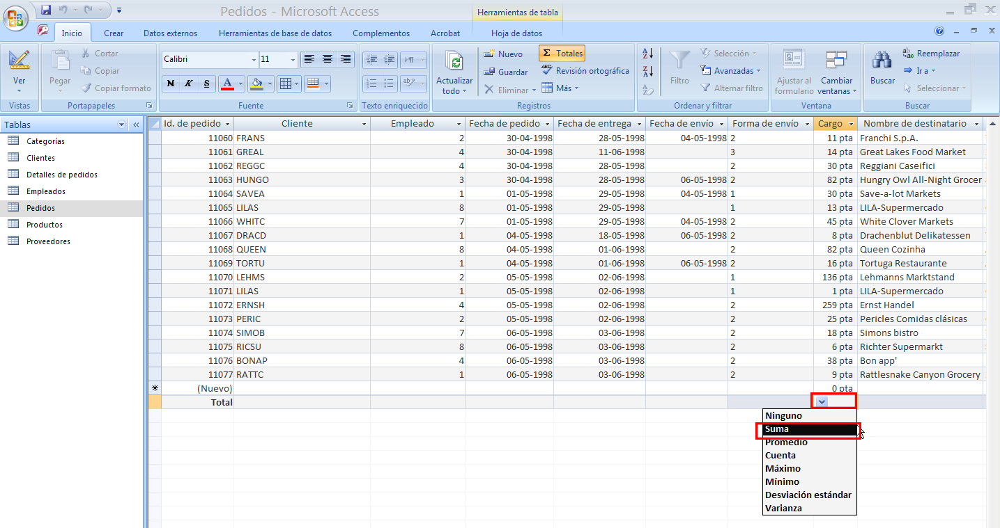 Pedidos - Microsoft Access
Herramientas de tabla
Inicio Crear Datos externos Herramientas de base de datos Complementos Acrobat Hoja de datos
Ver
Vistas
Pegar
Cortar
Copiar
Copiar formato
Portapapeles
Calibri 11
N K S A
Fuente
Texto enriquecido
Actualizar todo
Nuevo
Guardar
Eliminar
Σ Totales
Revisión ortográfica
Más
Registros
Filtro
Selección
Avanzadas
Alternar filtro
Ordenar y filtrar
Ajustar al formulario
Cambiar ventanas
Ventana
Buscar
Reemplazar
Ir a
Seleccionar
Buscar
Tablas
Categorías
Clientes
Detalles de pedidos
Empleados
Pedidos
Productos
Proveedores
Id. de pedido Cliente Empleado Fecha de pedido Fecha de entrega Fecha de envío Forma de envío Cargo Nombre de destinatario
11060 FRANS 2 30-04-1998 28-05-1998 04-05-1998 2 11 pta Franchi S.p.A.
11061 GREAL 4 30-04-1998 11-06-1998 3 14 pta Great Lakes Food Market
11062 REGGC 4 30-04-1998 28-05-1998 2 30 pta Reggiani Caseifici
11063 HUNGO 3 30-04-1998 28-05-1998 06-05-1998 2 82 pta Hungry Owl All-Night Grocer
11064 SAVEA 1 01-05-1998 29-05-1998 04-05-1998 1 30 pta Save-a-lot Markets
11065 LILAS 8 01-05-1998 29-05-1998 1 13 pta LILA-Supermercado
11066 WHITC 7 01-05-1998 29-05-1998 04-05-1998 2 45 pta White Clover Markets
11067 DRACD 1 04-05-1998 18-05-1998 06-05-1998 2 8 pta Drachenblut Delikatessen
11068 QUEEN 8 04-05-1998 01-06-1998 2 82 pta Queen Cozinha
11069 TORTU 1 04-05-1998 01-06-1998 06-05-1998 2 16 pta Tortuga Restaurante
11070 LEHMS 2 05-05-1998 02-06-1998 1 136 pta Lehmanns Marktstand
11071 LILAS 1 05-05-1998 02-06-1998 1 1 pta LILA-Supermercado
11072 ERNSH 4 05-05-1998 02-06-1998 2 259 pta Ernst Handel
11073 PERIC 2 05-05-1998 02-06-1998 2 25 pta Pericles Comidas clásicas
11074 SIMOB 7 06-05-1998 03-06-1998 2 18 pta Simons bistro
11075 RICSU 8 06-05-1998 03-06-1998 2 6 pta Richter Supermarkt
11076 BONAP 4 06-05-1998 03-06-1998 2 38 pta Bon app'
11077 RATTC 1 06-05-1998 03-06-1998 2 9 pta Rattlesnake Canyon Grocery
(Nuevo) 0 pta
Total
Ninguno
Suma
Promedio
Cuenta
Máximo
Mínimo
Desviación estándar
Varianza